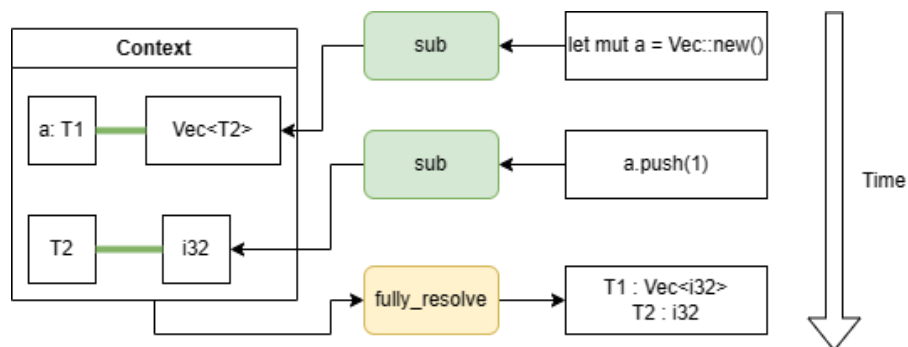 Context
sub
let mut a = Vec::new()
a: T1
Vec<T2>
sub
a.push(1)
Time
T2
i32
fully_resolve
T1 : Vec<i32>
T2 : i32